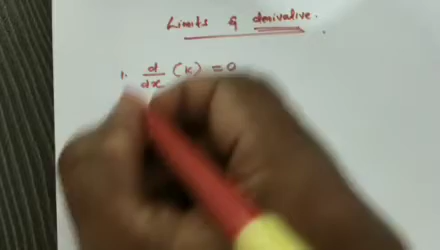 Limits & derivative.
1. d/dx (k) = 0